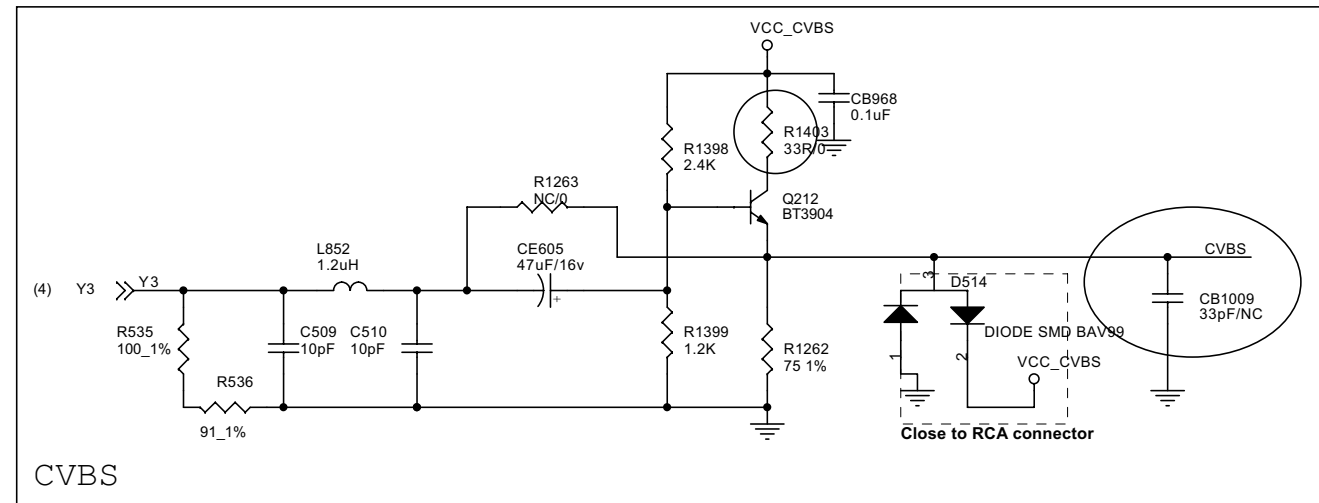 VCC_CVBS
CB968
0.1uF
R1403
33R/0
R1398
2.4K
R1263
NC/0
Q212
BT3904
L852
1.2uH
CE605
47uF/16v
+
CVBS
3
D514
(4) Y3 Y3
CB1009
33pF/NC
R535
100_1%
C509
10pF
C510
10pF
R1399
1.2K
R1262
75 1%
DIODE SMD BAV99
1
2
VCC_CVBS
R536
91_1%
Close to RCA connector
CVBS